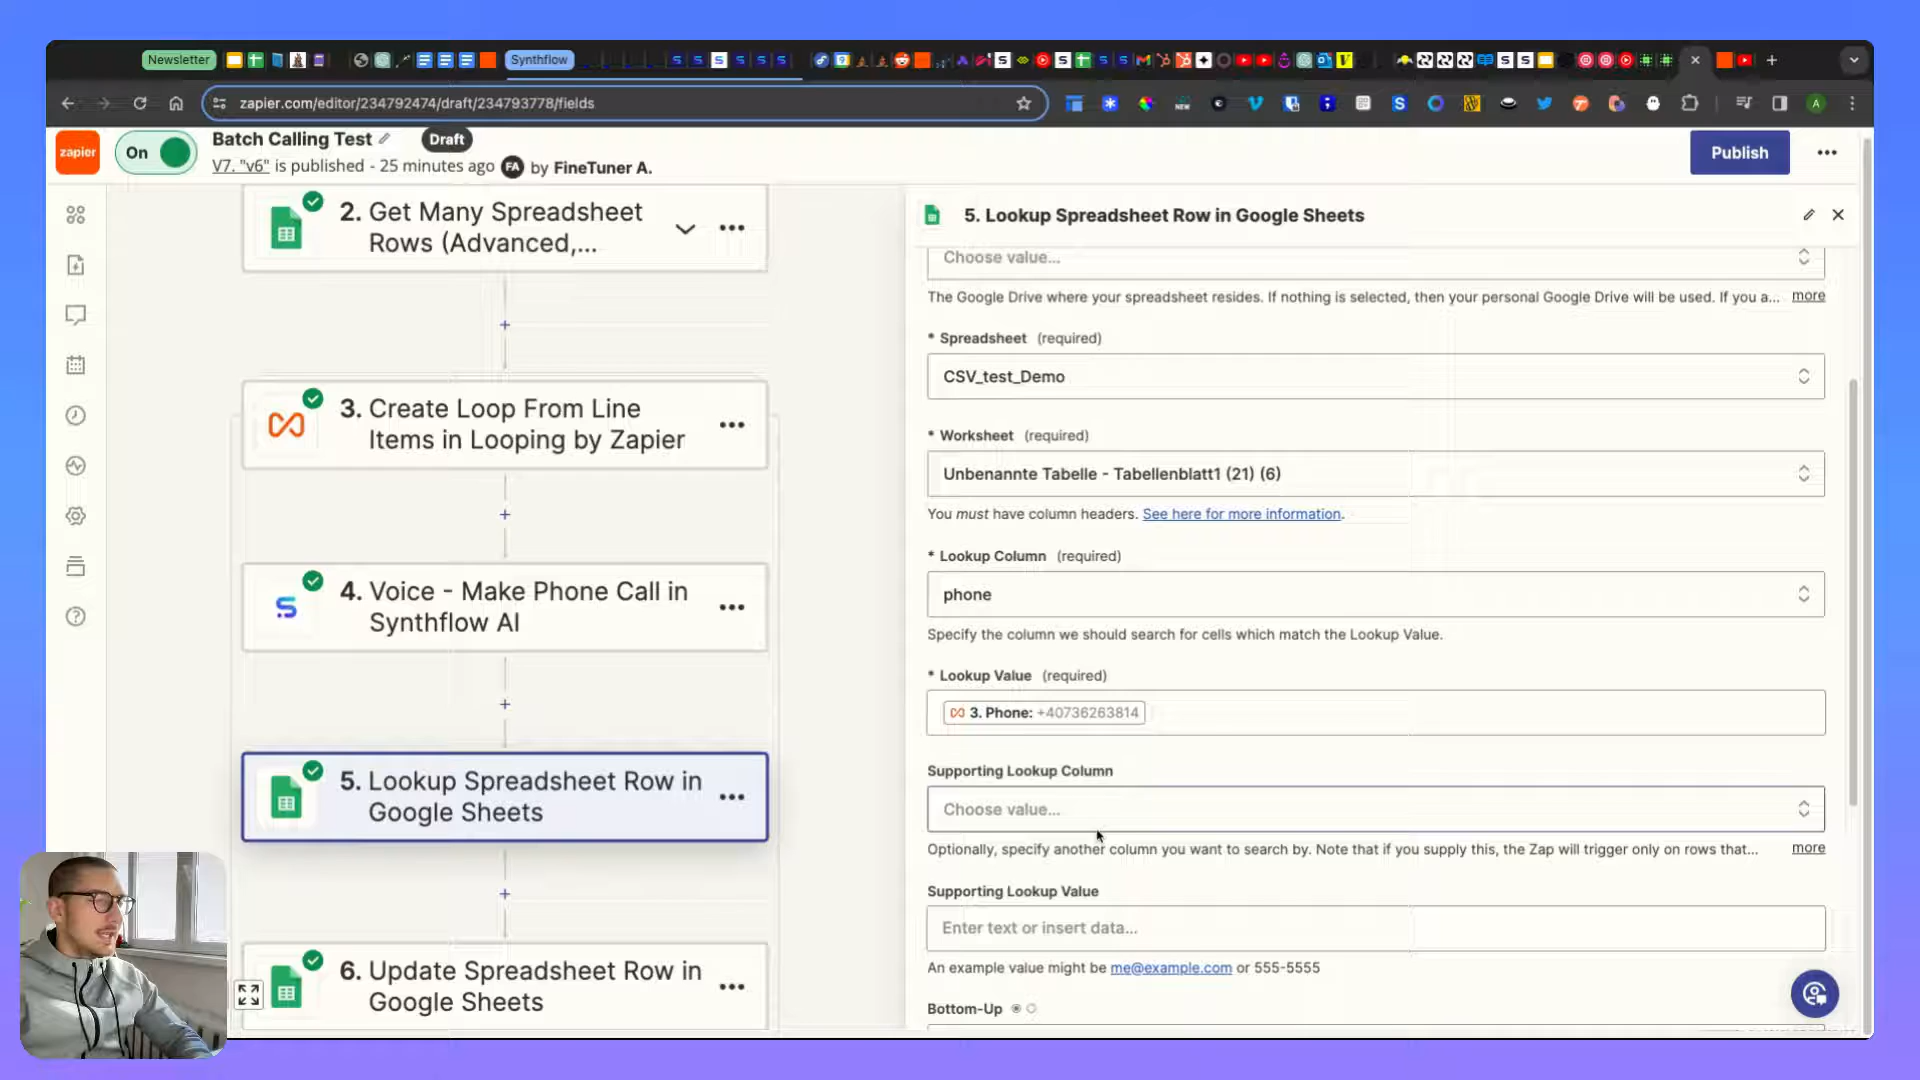 Newsletter
Synthflow
zapier.com/editor/234792474/draft/234793778/fields
zapier
On
Batch Calling Test
Draft
V7. "v6" is published - 25 minutes ago FA by FineTuner A.
Publish
2. Get Many Spreadsheet
Rows (Advanced,...
3. Create Loop From Line
Items in Looping by Zapier
4. Voice - Make Phone Call in
Synthflow AI
5. Lookup Spreadsheet Row in
Google Sheets
6. Update Spreadsheet Row in
Google Sheets
5. Lookup Spreadsheet Row in Google Sheets
Choose value...
The Google Drive where your spreadsheet resides. If nothing is selected, then your personal Google Drive will be used. If you a... more
* Spreadsheet (required)
CSV_test_Demo
* Worksheet (required)
Unbenannte Tabelle - Tabellenblatt1 (21) (6)
You must have column headers. See here for more information.
* Lookup Column (required)
phone
Specify the column we should search for cells which match the Lookup Value.
* Lookup Value (required)
3. Phone: +40736263814
Supporting Lookup Column
Choose value...
Optionally, specify another column you want to search by. Note that if you supply this, the Zap will trigger only on rows that... more
Supporting Lookup Value
Enter text or insert data...
An example value might be me@example.com or 555-5555
Bottom-Up